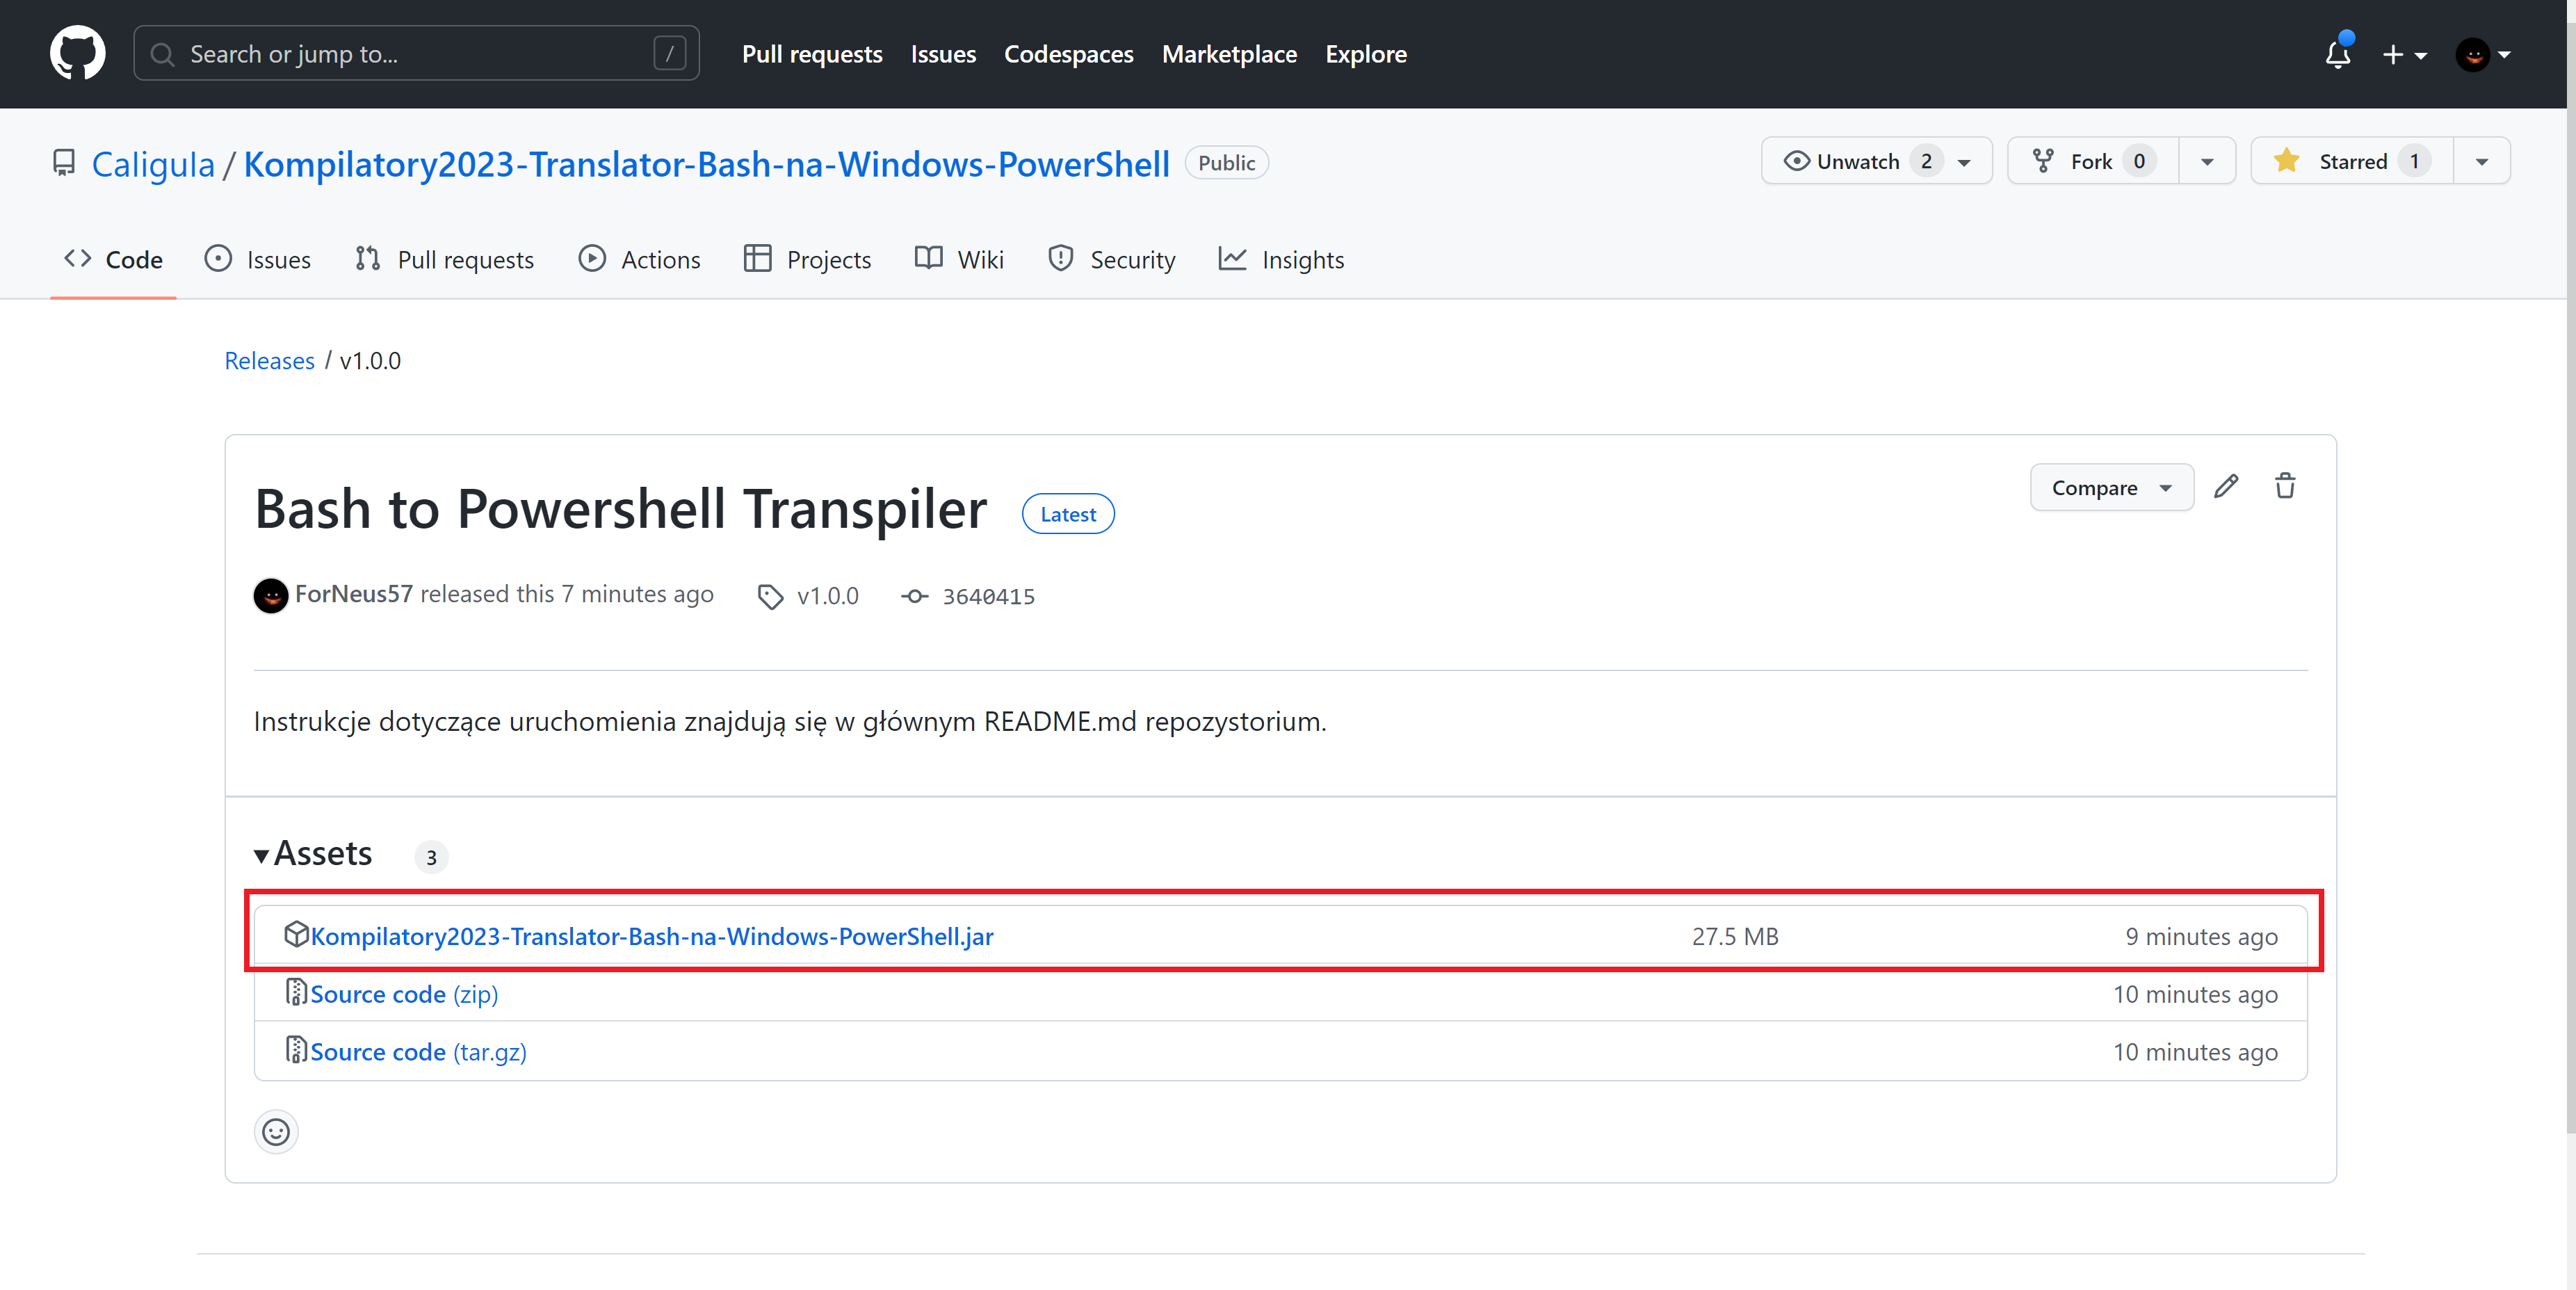 Search or jump to... / Pull requests Issues Codespaces Marketplace Explore
Caligula / Kompilatory2023-Translator-Bash-na-Windows-PowerShell Public Unwatch 2 Fork 0 Starred 1
Code Issues Pull requests Actions Projects Wiki Security Insights
Releases / v1.0.0
Bash to Powershell Transpiler Latest Compare
ForNeus57 released this 7 minutes ago v1.0.0 3640415
Instrukcje dotyczące uruchomienia znajdują się w głównym README.md repozystorium.
Assets 3
Kompilatory2023-Translator-Bash-na-Windows-PowerShell.jar 27.5 MB 9 minutes ago
Source code (zip) 10 minutes ago
Source code (tar.gz) 10 minutes ago